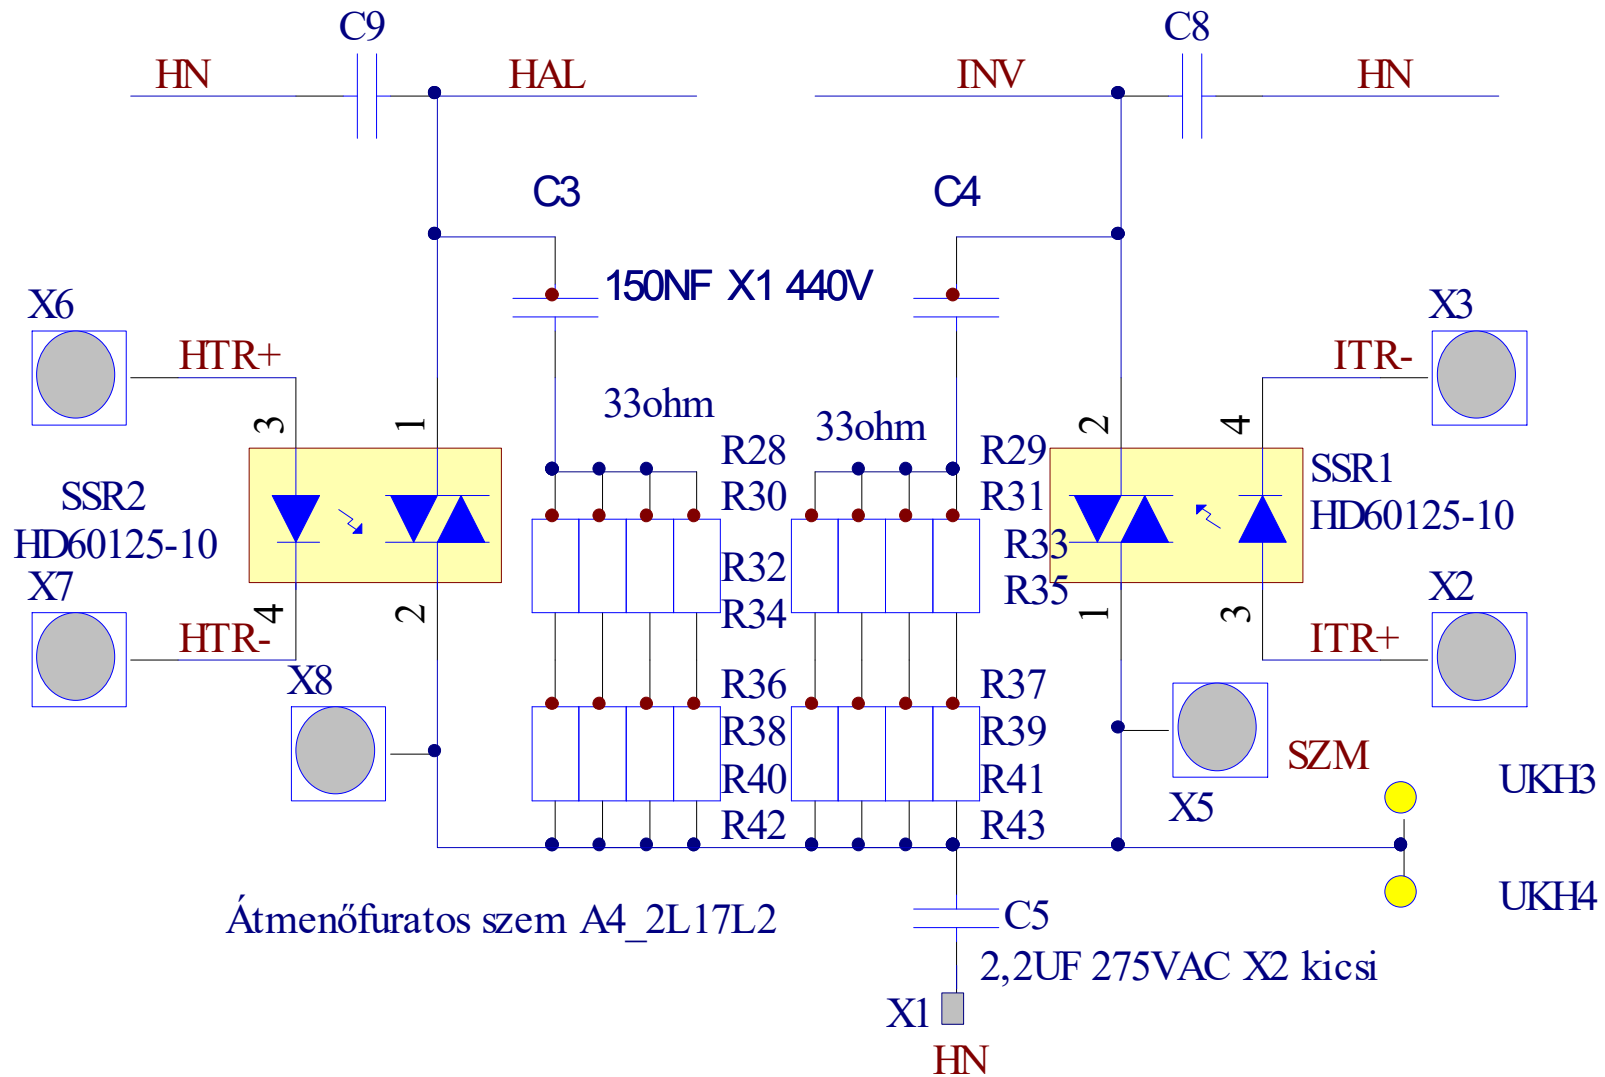 C9
C8
HN
HAL
INV
HN
C3
C4
150NF X1 440V
X6
X3
HTR+
ITR-
33ohm
33ohm
3
1
2
4
R28
R29
R30
R31
SSR2
SSR1
HD60125-10
HD60125-10
R33
R32
R35
R34
X7
X2
4
2
1
3
HTR-
ITR+
X8
R36
R37
R38
R39
SZM
R40
R41
UKH3
X5
R42
R43
UKH4
Átmenőfuratos szem A4_2L17L2
C5
2,2UF 275VAC X2 kicsi
X1
HN